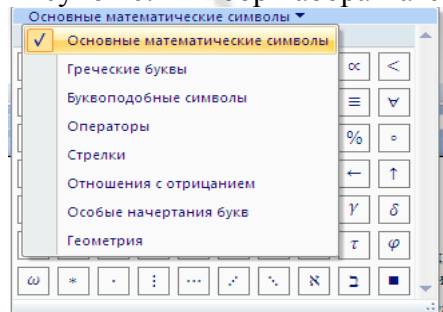 Основные математические символы
Основные математические символы
Греческие буквы ∝ <
Буквоподобные символы ≡ ∀
Операторы % ∘
Стрелки ← ↑
Отношения с отрицанием
Особые начертания букв γ δ
Геометрия τ φ
ω * · ⋮ ⋯ ⋰ ⋱ ℵ ℶ ■